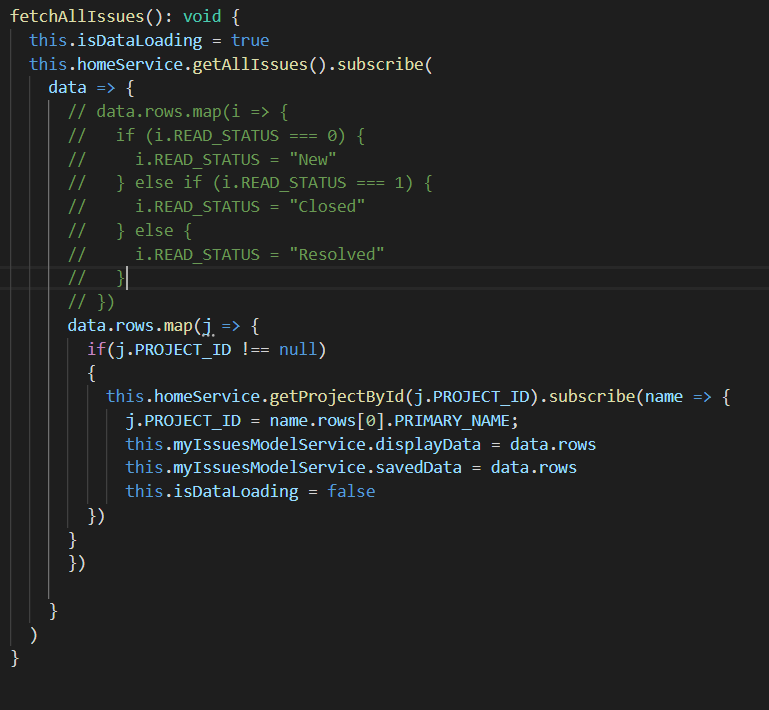 fetchAllIssues(): void {
  this.isDataLoading = true
  this.homeService.getAllIssues().subscribe(
    data => {
      // data.rows.map(i => {
      //   if (i.READ_STATUS === 0) {
      //     i.READ_STATUS = "New"
      //   } else if (i.READ_STATUS === 1) {
      //     i.READ_STATUS = "Closed"
      //   } else {
      //     i.READ_STATUS = "Resolved"
      //   }
      // })
      data.rows.map(j => {
        if(j.PROJECT_ID !== null)
        {
          this.homeService.getProjectById(j.PROJECT_ID).subscribe(name => {
            j.PROJECT_ID = name.rows[0].PRIMARY_NAME;
            this.myIssuesModelService.displayData = data.rows
            this.myIssuesModelService.savedData = data.rows
            this.isDataLoading = false
        })
      }
      })
    }
  )
}